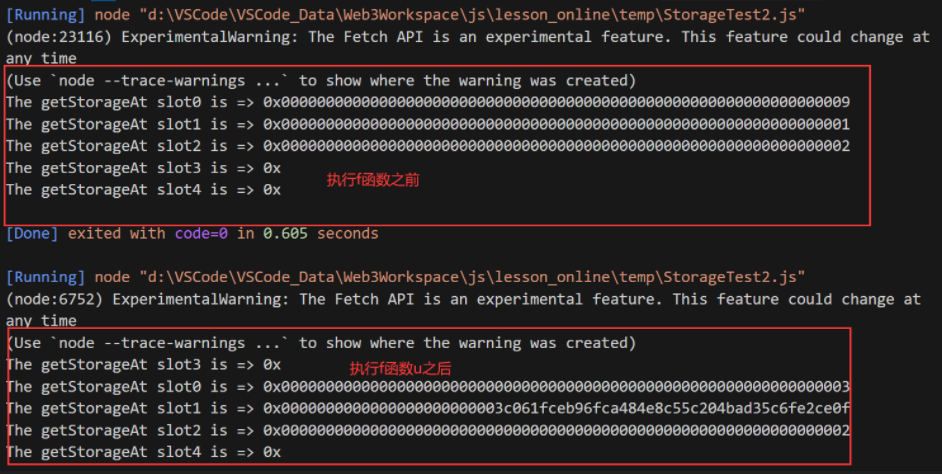 [Running] node "d:\VSCode\VSCode_Data\Web3Workspace\js\lesson_online\temp\StorageTest2.js"
(node:23116) ExperimentalWarning: The Fetch API is an experimental feature. This feature could change at
any time
(Use `node --trace-warnings ...` to show where the warning was created)
The getStorageAt slot0 is => 0x0000000000000000000000000000000000000000000000000000000000000009
The getStorageAt slot1 is => 0x0000000000000000000000000000000000000000000000000000000000000001
The getStorageAt slot2 is => 0x0000000000000000000000000000000000000000000000000000000000000002
The getStorageAt slot3 is => 0x
执行f函数之前
The getStorageAt slot4 is => 0x
[Done] exited with code=0 in 0.605 seconds
[Running] node "d:\VSCode\VSCode_Data\Web3Workspace\js\lesson_online\temp\StorageTest2.js"
(node:6752) ExperimentalWarning: The Fetch API is an experimental feature. This feature could change at
any time
(Use `node --trace-warnings ...` to show where the warning was created)
The getStorageAt slot3 is => 0x
执行f函数u之后
The getStorageAt slot0 is => 0x0000000000000000000000000000000000000000000000000000000000000003
The getStorageAt slot1 is => 0x0000000000000000000000003c061fceb96fca484e8c55c204bad35c6fe2ce0f
The getStorageAt slot2 is => 0x0000000000000000000000000000000000000000000000000000000000000002
The getStorageAt slot4 is => 0x